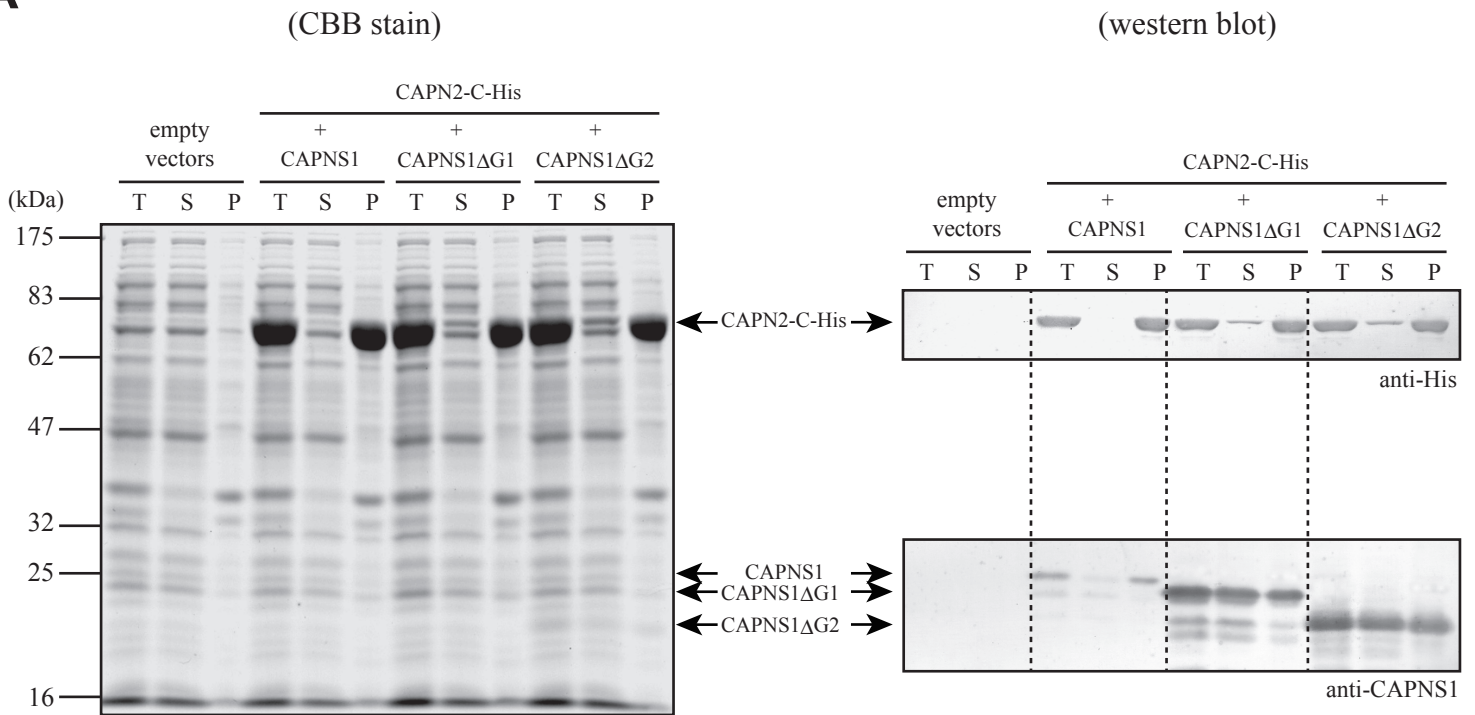 A
(CBB stain)
CAPN2-C-His
empty vectors
+ CAPNS1
+ CAPNS1ΔG1
+ CAPNS1ΔG2
(kDa)
T S P T S P T S P T S P
175
83
62
47
32
25
16
CAPN2-C-His
CAPNS1
CAPNS1ΔG1
CAPNS1ΔG2
(western blot)
CAPN2-C-His
empty vectors
+ CAPNS1
+ CAPNS1ΔG1
+ CAPNS1ΔG2
T S P T S P T S P T S P
anti-His
anti-CAPNS1